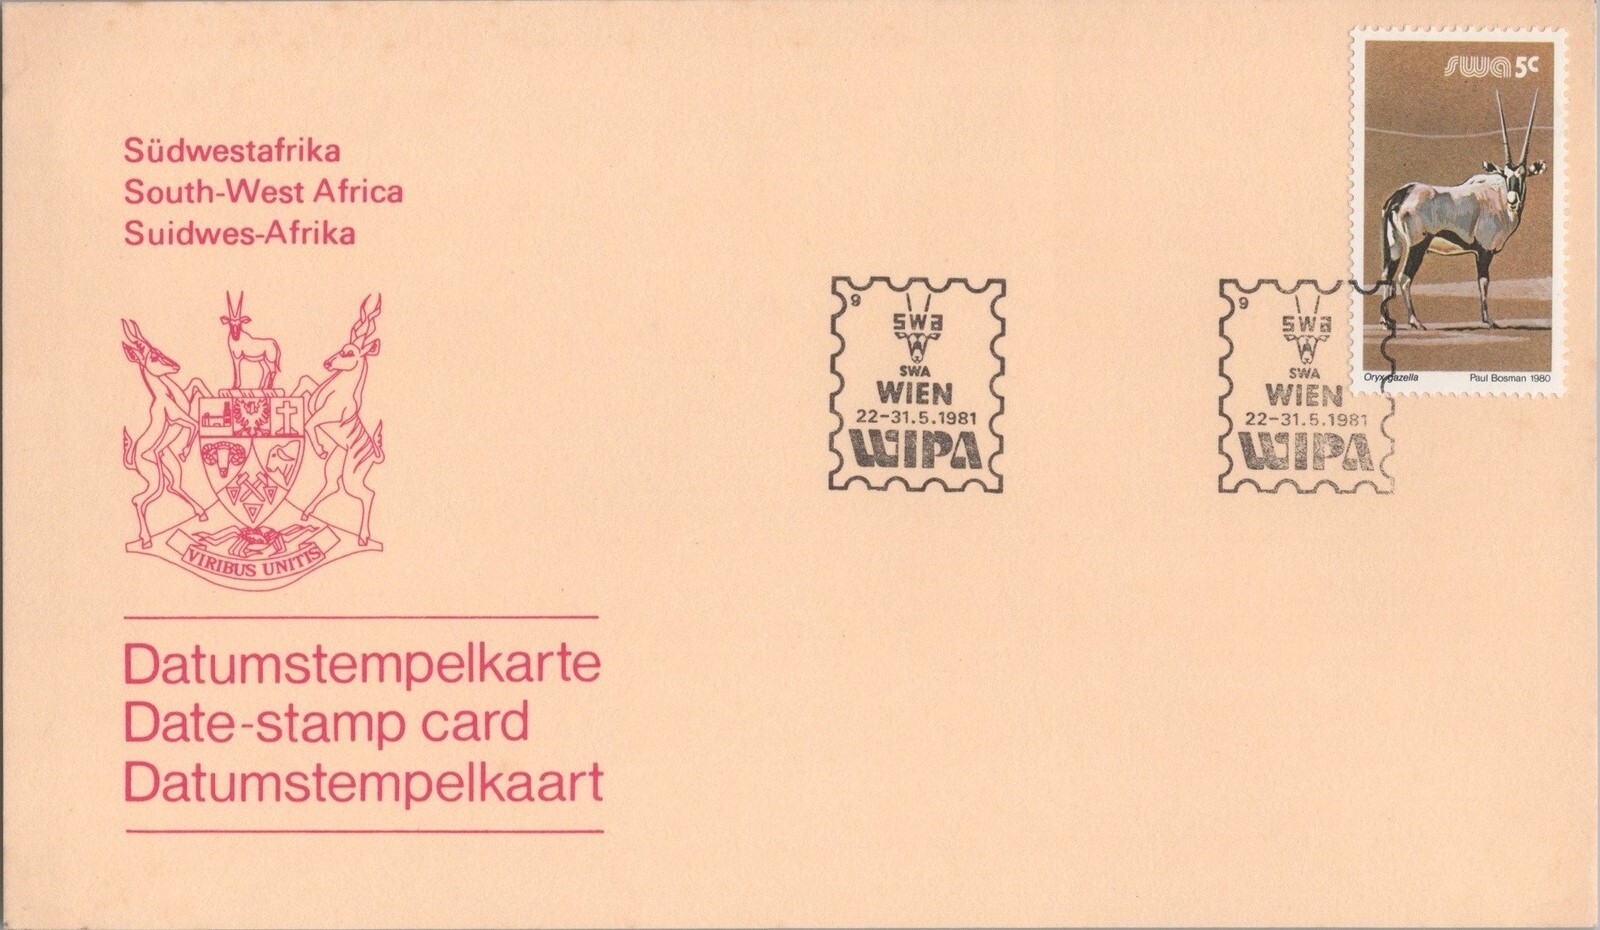 Südwestafrika
South-West Africa
Suidwes-Afrika
VIRIBUS UNITIS
Datumstempelkarte
Date-stamp card
Datumstempelkaart
9
swa
SWA
WIEN
22-31.5.1981
WIPA
9
swa
SWA
WIEN
22-31.5.1981
WIPA
swa 5c
Oryx gazella Paul Bosman 1980